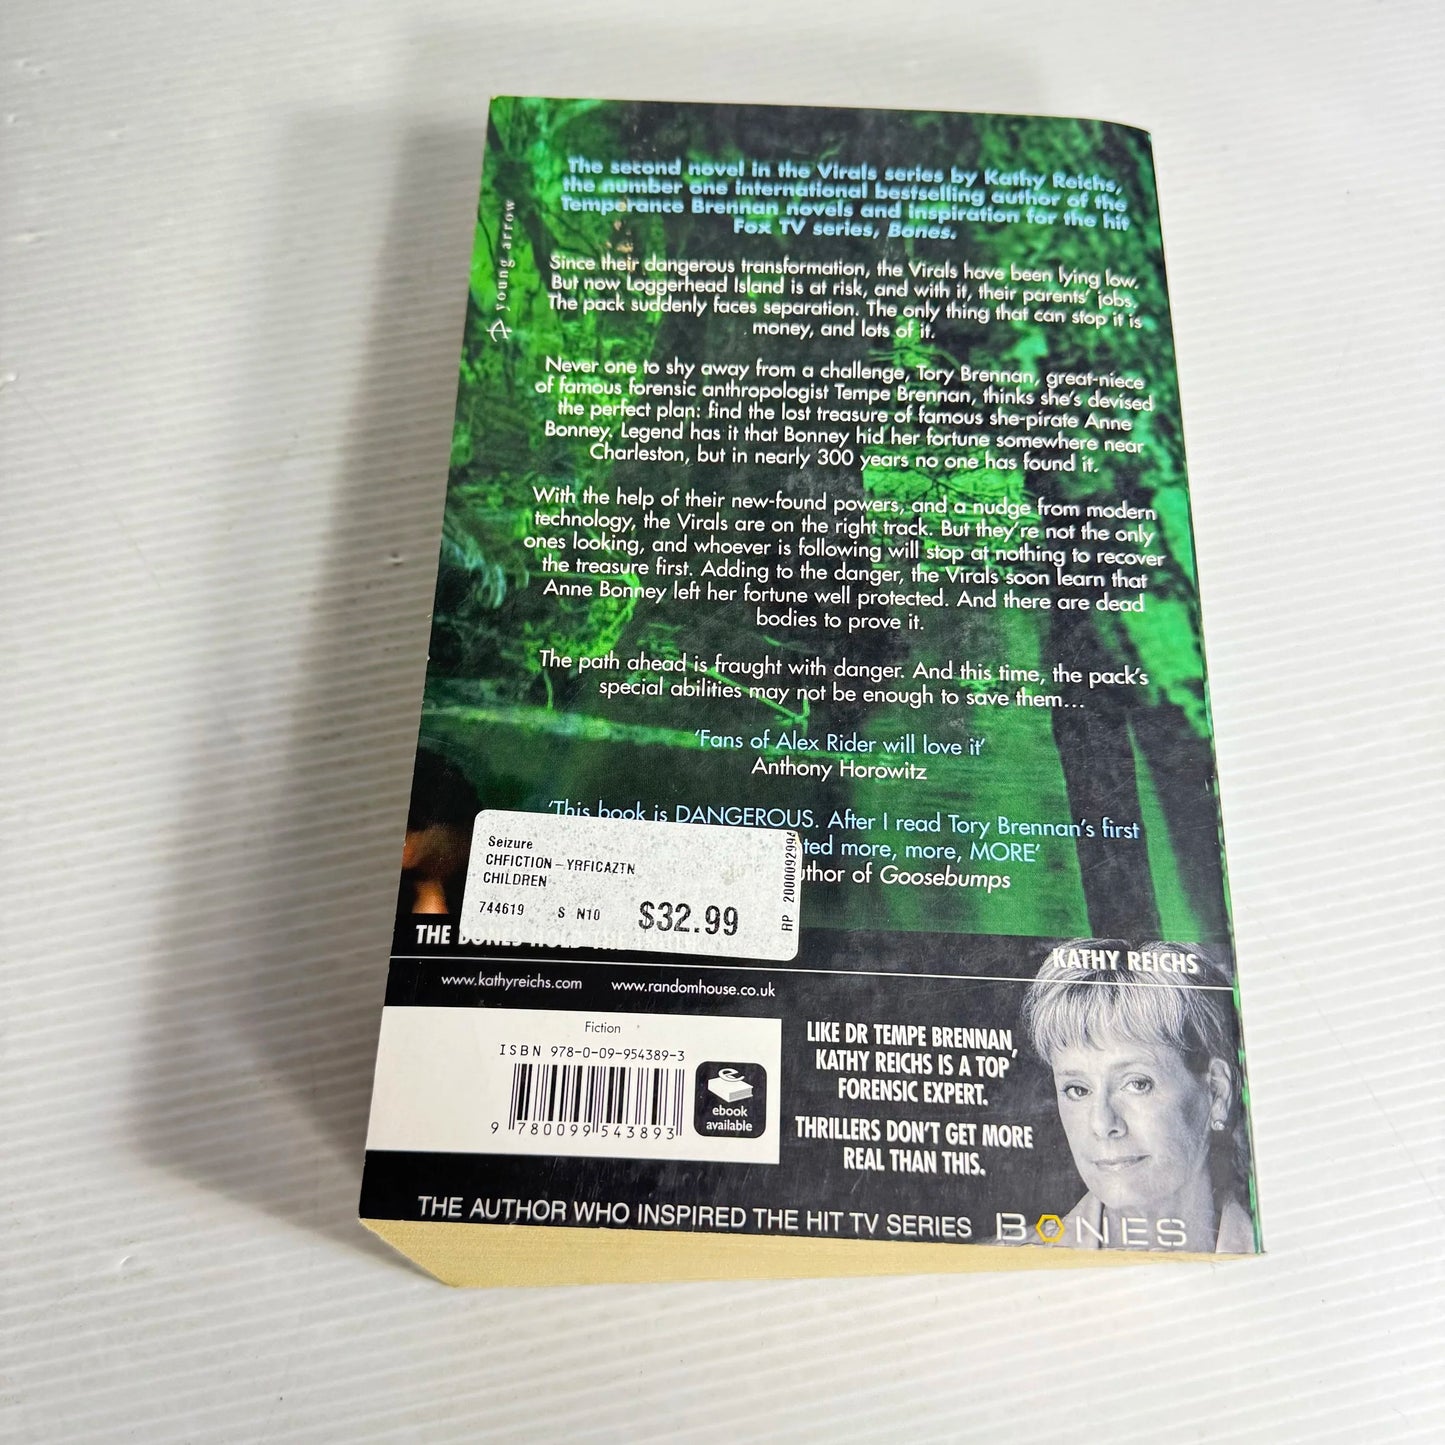 The second novel in the Virals series by Kathy Reichs,
the number one international bestselling author of the
Temperance Brennan novels and inspiration for the hit
Fox TV series, Bones.
young arrow
Since their dangerous transformation, the Virals have been lying low.
But now Loggerhead Island is at risk, and with it, their parents' jobs.
The pack suddenly faces separation. The only thing that can stop it is
money, and lots of it.
Never one to shy away from a challenge, Tory Brennan, great-niece
of famous forensic anthropologist Tempe Brennan, thinks she's devised
the perfect plan: find the lost treasure of famous she-pirate Anne
Bonney. Legend has it that Bonney hid her fortune somewhere near
Charleston, but in nearly 300 years no one has found it.
With the help of their new-found powers, and a nudge from modern
technology, the Virals are on the right track. But they're not the only
ones looking, and whoever is following will stop at nothing to recover
the treasure first. Adding to the danger, the Virals soon learn that
Anne Bonney left her fortune well protected. And there are dead
bodies to prove it.
The path ahead is fraught with danger. And this time, the pack's
special abilities may not be enough to save them...
'Fans of Alex Rider will love it'
Anthony Horowitz
'This book is DANGEROUS. After I read Tory Brennan's first
more, more, MORE'
of Goosebumps
Seizure
CHFICTION-YRFICAZTN
CHILDREN
744619 S N10 $32.99
RP 2000092994
THE
KATHY REICHS
www.kathyreichs.com www.randomhouse.co.uk
Fiction
ISBN 978-0-09-954389-3
9 780099 543893
ebook
available
LIKE DR TEMPE BRENNAN,
KATHY REICHS IS A TOP
FORENSIC EXPERT.
THRILLERS DON'T GET MORE
REAL THAN THIS.
THE AUTHOR WHO INSPIRED THE HIT TV SERIES BONES